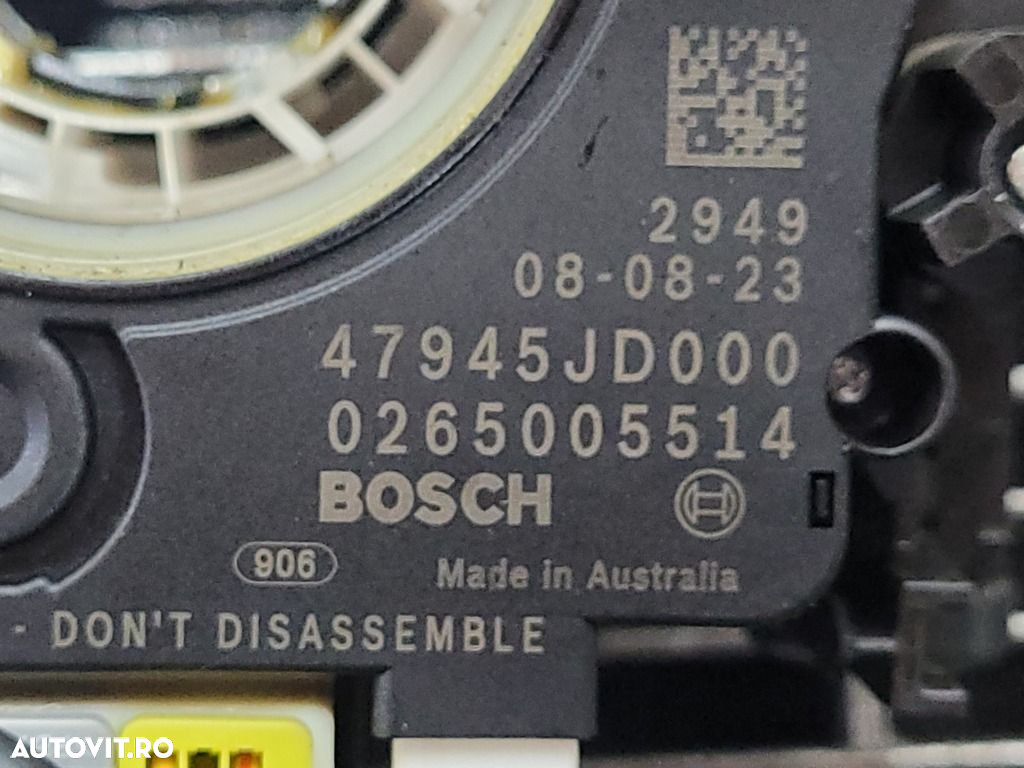 2949
08-08-23
47945JD000
0265005514
BOSCH
906
Made in Australia
- DON'T DISASSEMBLE
AUTOVIT.RO